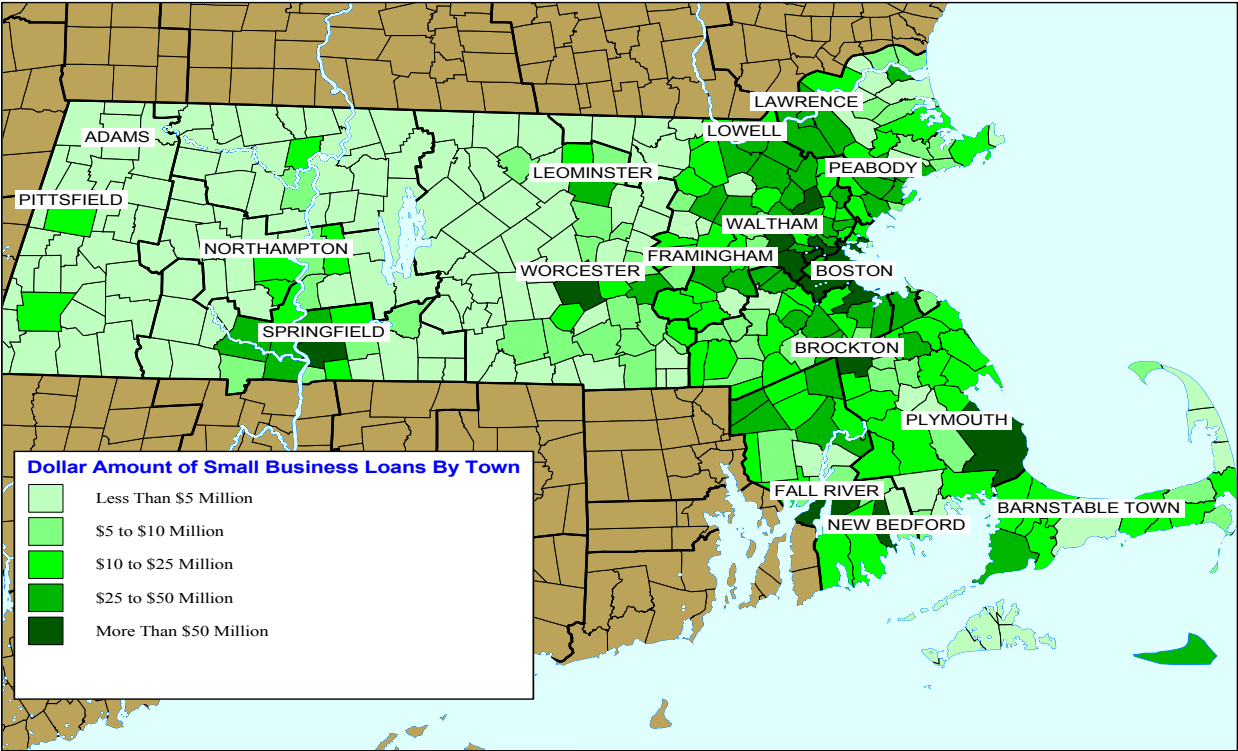 LAWRENCE
ADAMS
LOWELL
PEABODY
LEOMINSTER
PITTSFIELD
WALTHAM
NORTHAMPTON
FRAMINGHAM
WORCESTER
BOSTON
SPRINGFIELD
BROCKTON
PLYMOUTH
FALL RIVER
BARNSTABLE TOWN
NEW BEDFORD
Dollar Amount of Small Business Loans By Town
Less Than $5 Million
$5 to $10 Million
$10 to $25 Million
$25 to $50 Million
More Than $50 Million